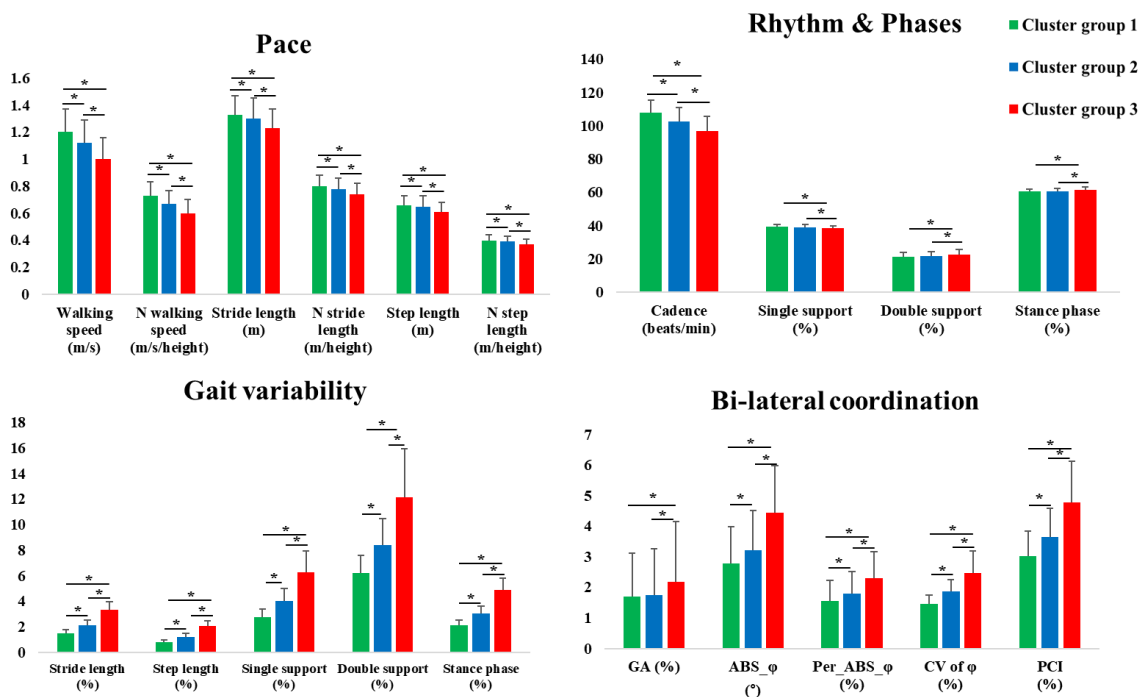 Pace
1.6
1.4
1.2
1
0.8
0.6
0.4
0.2
0
* * * * * * * * * * * * * * * * * *
Walking speed (m/s)
N walking speed (m/s/height)
Stride length (m)
N stride length (m/height)
Step length (m)
N step length (m/height)
Rhythm & Phases
Cluster group 1
Cluster group 2
Cluster group 3
140
120
100
80
60
40
20
0
* * * * * * * * *
Cadence (beats/min)
Single support (%)
Double support (%)
Stance phase (%)
Gait variability
18
16
14
12
10
8
6
4
2
0
* * * * * * * * * * * * * * *
Stride length (%)
Step length (%)
Single support (%)
Double support (%)
Stance phase (%)
Bi-lateral coordination
7
6
5
4
3
2
1
0
* * * * * * * * * * * * * *
GA (%)
ABS_φ (°)
Per_ABS_φ (%)
CV of φ (%)
PCI (%)